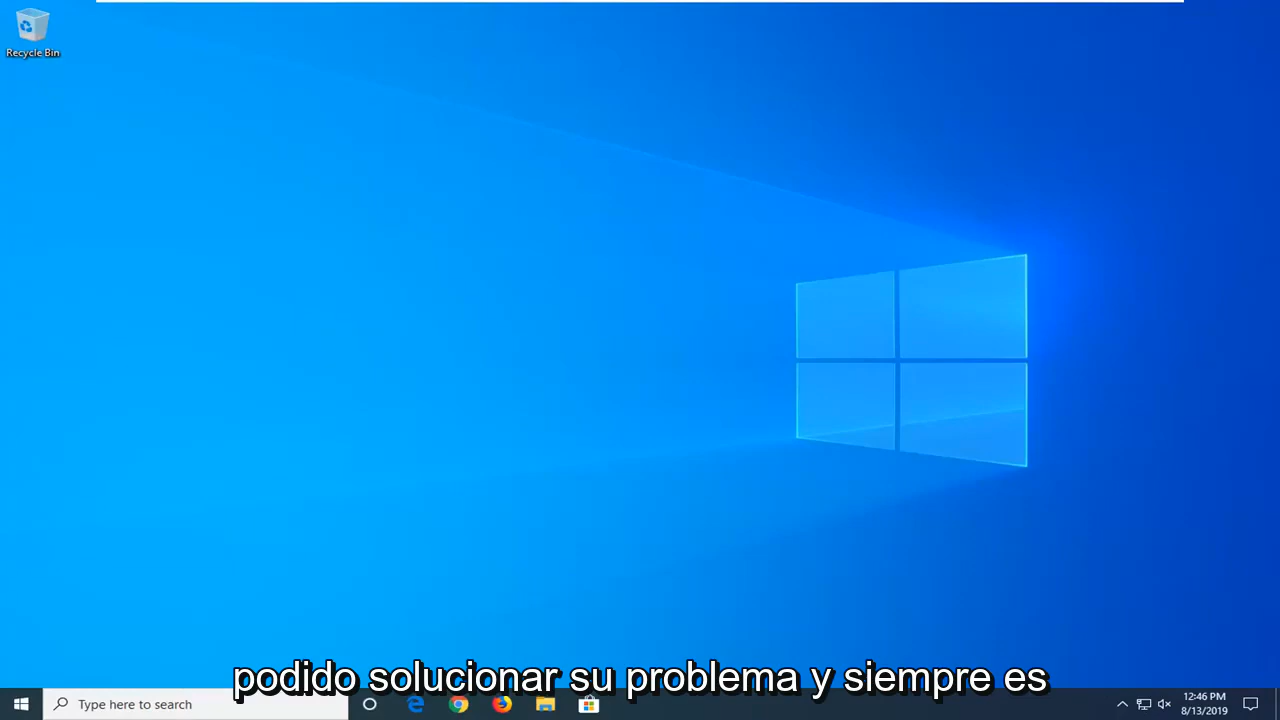 Recycle Bin
podido solucionar su problema y siempre es
Type here to search
12:46 PM
8/13/2019